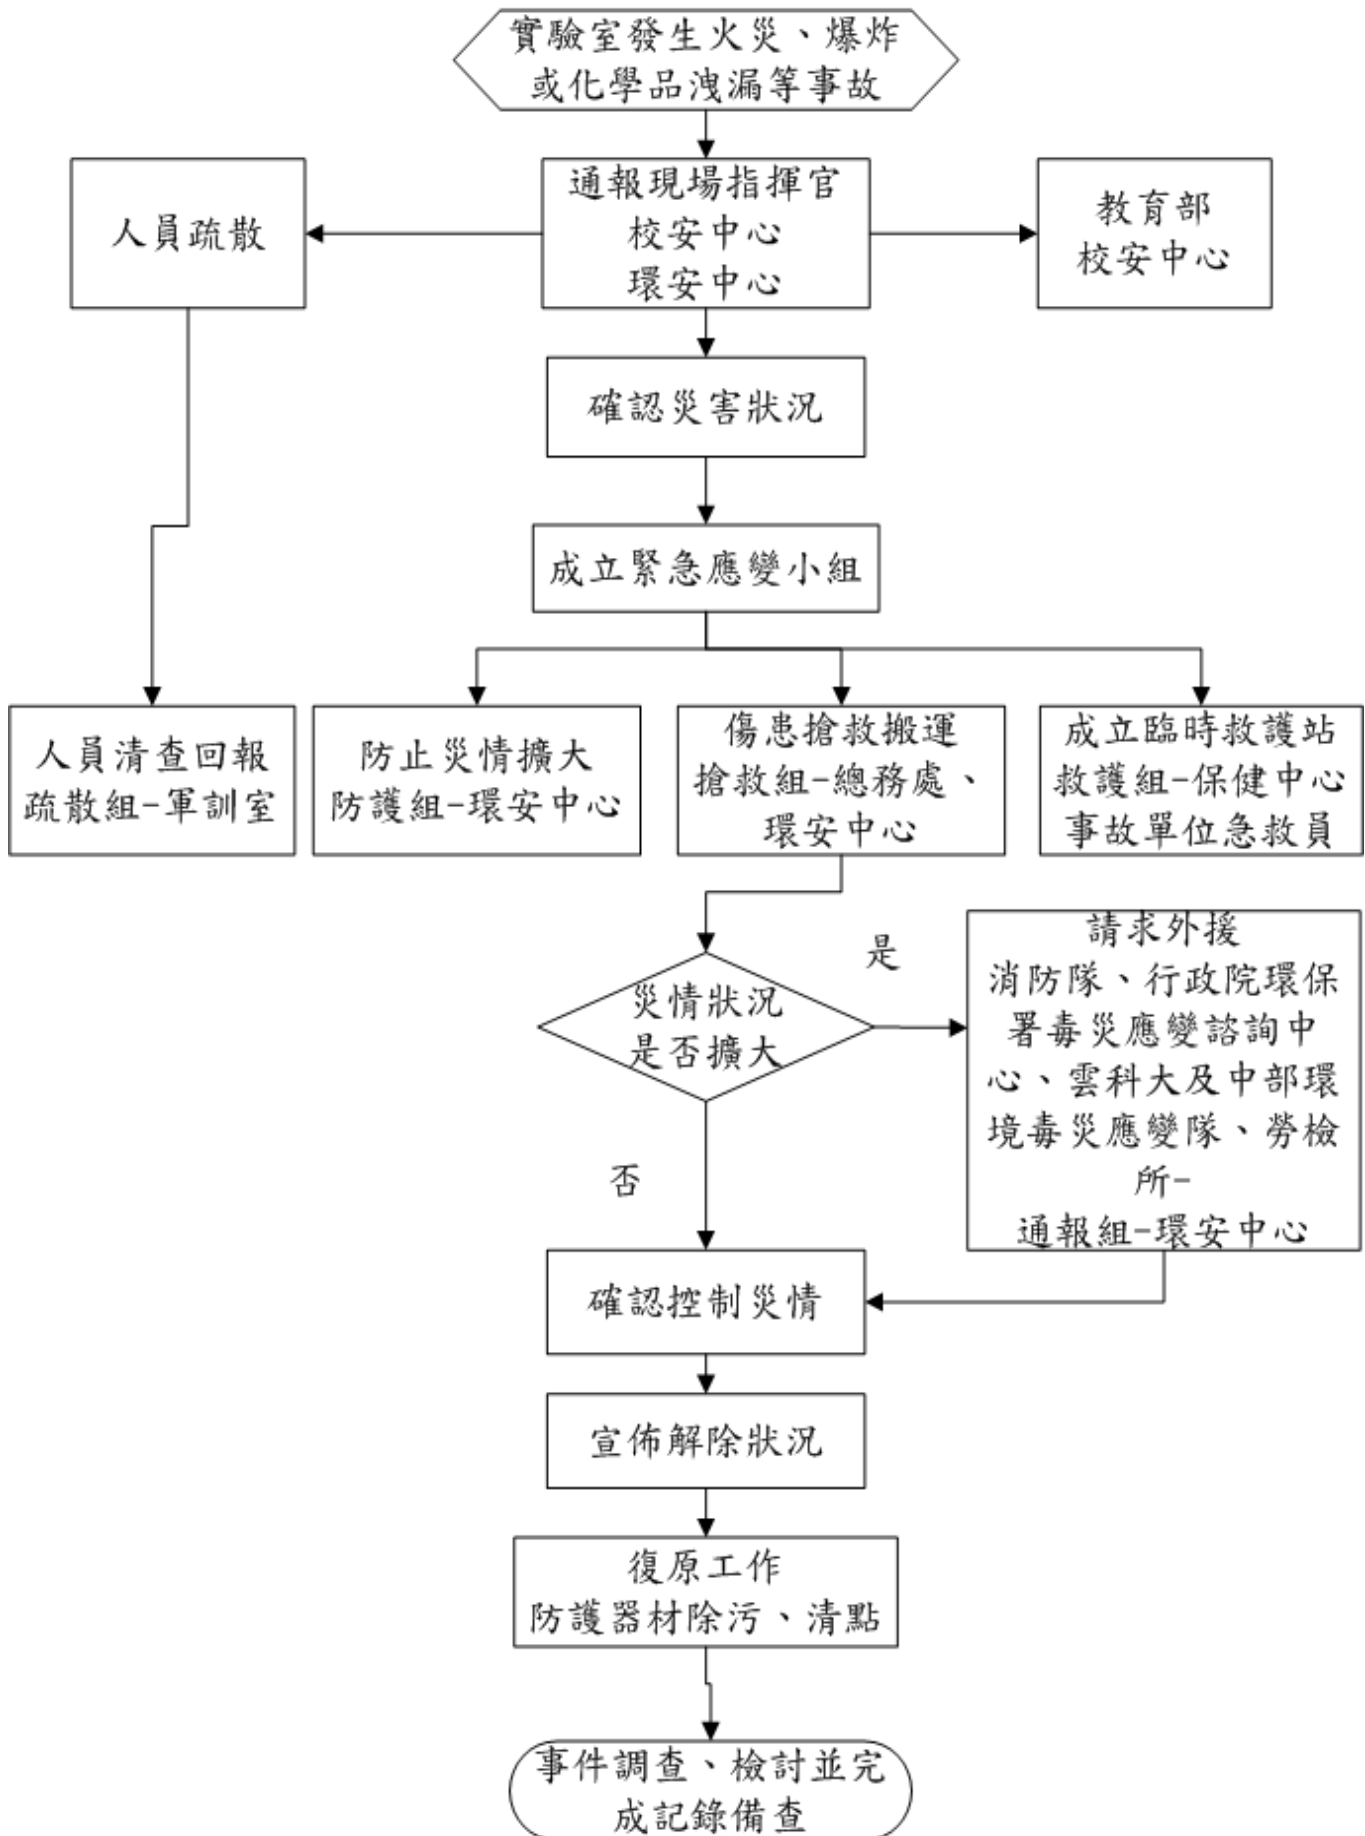 實驗室發生火災、爆炸
或化學品洩漏等事故
人員疏散
通報現場指揮官
校安中心
環安中心
教育部
校安中心
確認災害狀況
成立緊急應變小組
人員清查回報
疏散組-軍訓室
防止災情擴大
防護組-環安中心
傷患搶救搬運
搶救組-總務處、
環安中心
成立臨時救護站
救護組-保健中心
事故單位急救員
災情狀況
是否擴大
是
請求外援
消防隊、行政院環保
署毒災應變諮詢中
心、雲科大及中部環
境毒災應變隊、勞檢
所-
通報組-環安中心
否
確認控制災情
宣佈解除狀況
復原工作
防護器材除污、清點
事件調查、檢討並完
成記錄備查